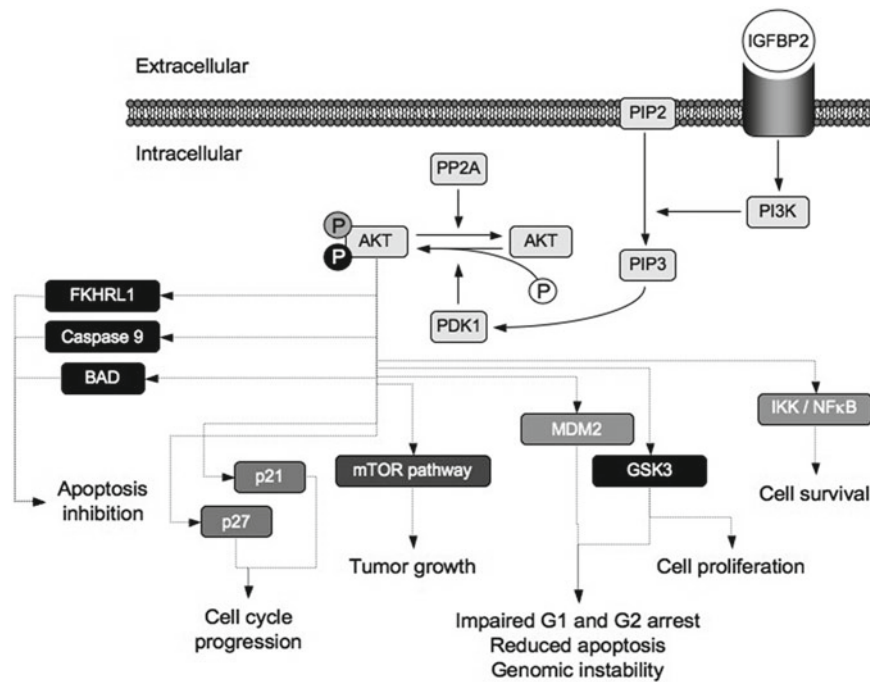 IGFBP2
Extracellular
PIP2
Intracellular
PP2A
PI3K
P
AKT
AKT
P
PIP3
P
FKHRL1
PDK1
Caspase 9
BAD
IKK / NFκB
MDM2
p21
mTOR pathway
GSK3
Apoptosis
inhibition
Cell survival
p27
Tumor growth
Cell proliferation
Cell cycle
progression
Impaired G1 and G2 arrest
Reduced apoptosis
Genomic instability